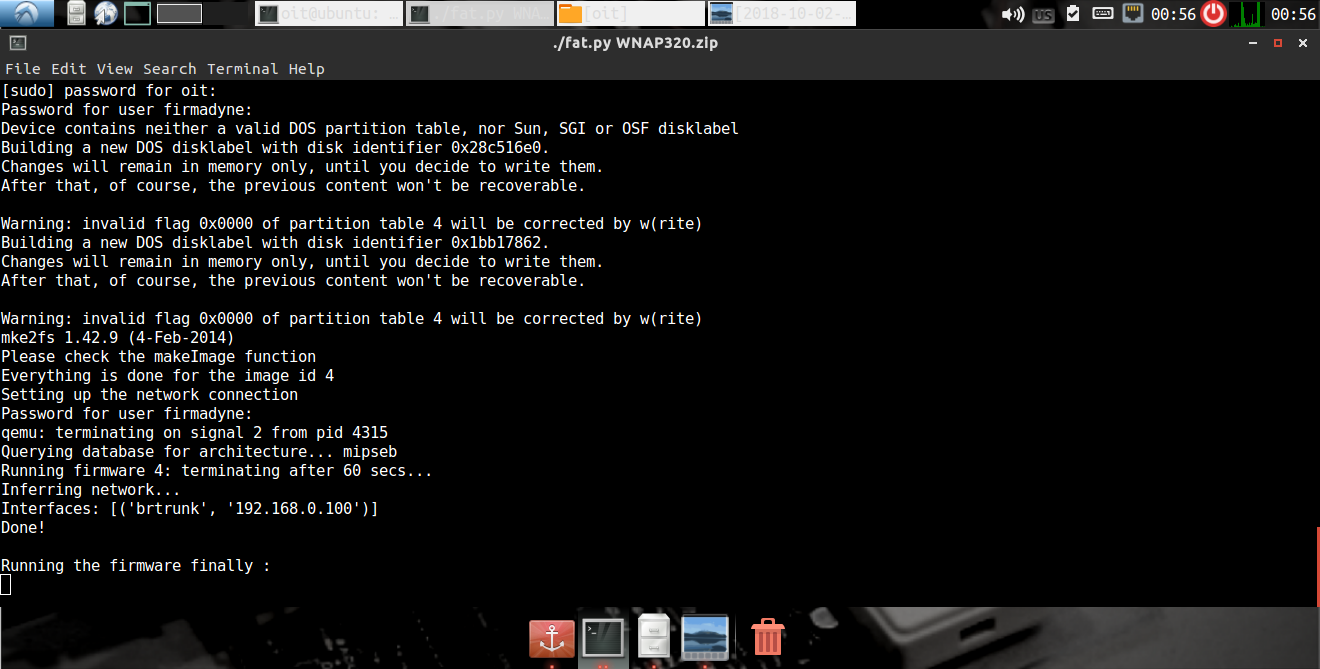 oit@ubuntu: ...
./fat.py WNAP...
[oit]
[2018-10-02-...
US
00:56
00:56
./fat.py WNAP320.zip
File Edit View Search Terminal Help
[sudo] password for oit:
Password for user firmadyne:
Device contains neither a valid DOS partition table, nor Sun, SGI or OSF disklabel
Building a new DOS disklabel with disk identifier 0x28c516e0.
Changes will remain in memory only, until you decide to write them.
After that, of course, the previous content won't be recoverable.
Warning: invalid flag 0x0000 of partition table 4 will be corrected by w(rite)
Building a new DOS disklabel with disk identifier 0x1bb17862.
Changes will remain in memory only, until you decide to write them.
After that, of course, the previous content won't be recoverable.
Warning: invalid flag 0x0000 of partition table 4 will be corrected by w(rite)
mke2fs 1.42.9 (4-Feb-2014)
Please check the makeImage function
Everything is done for the image id 4
Setting up the network connection
Password for user firmadyne:
qemu: terminating on signal 2 from pid 4315
Querying database for architecture... mipseb
Running firmware 4: terminating after 60 secs...
Inferring network...
Interfaces: [('brtrunk', '192.168.0.100')]
Done!
Running the firmware finally :